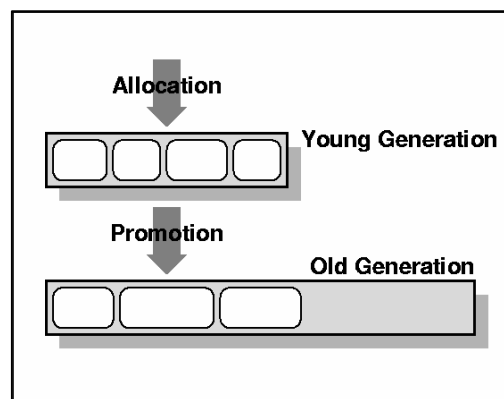 Allocation
Young Generation
Promotion
Old Generation